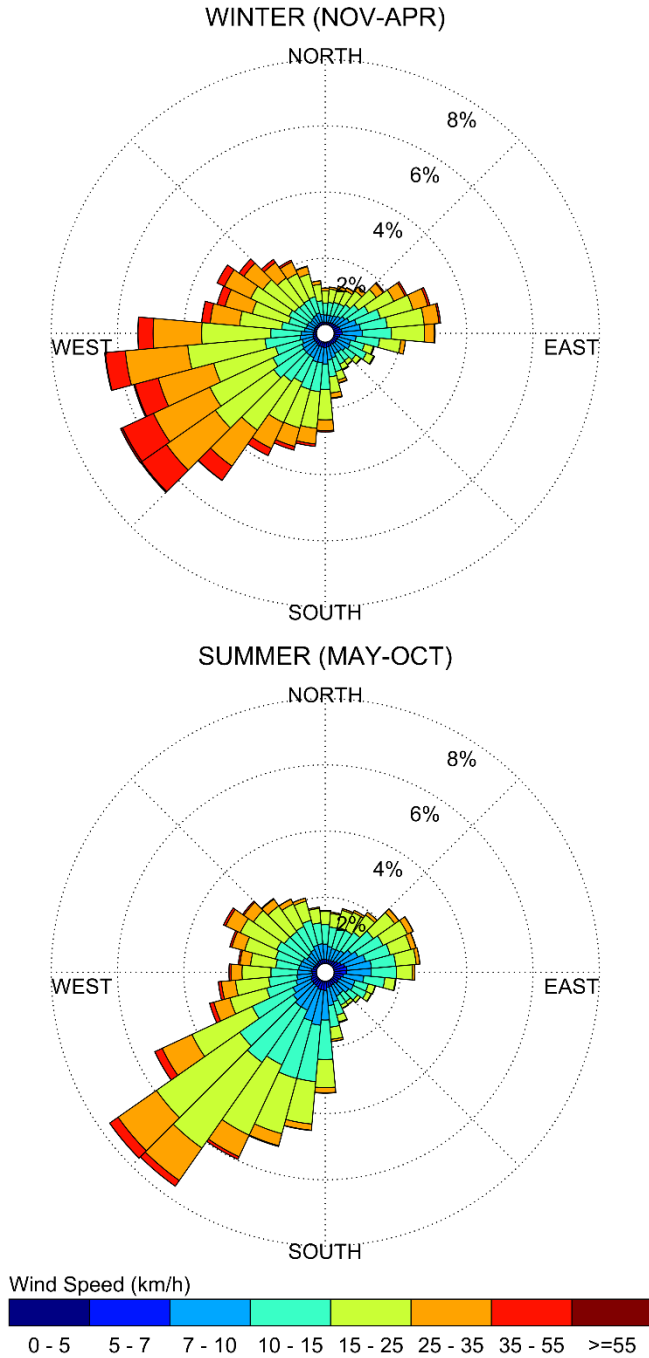 WINTER (NOV-APR)
NORTH
8%
6%
4%
2%
WEST
EAST
SOUTH
SUMMER (MAY-OCT)
NORTH
8%
6%
4%
2%
WEST
EAST
SOUTH
Wind Speed (km/h)
0 - 5 5 - 7 7 - 10 10 - 15 15 - 25 25 - 35 35 - 55 >=55